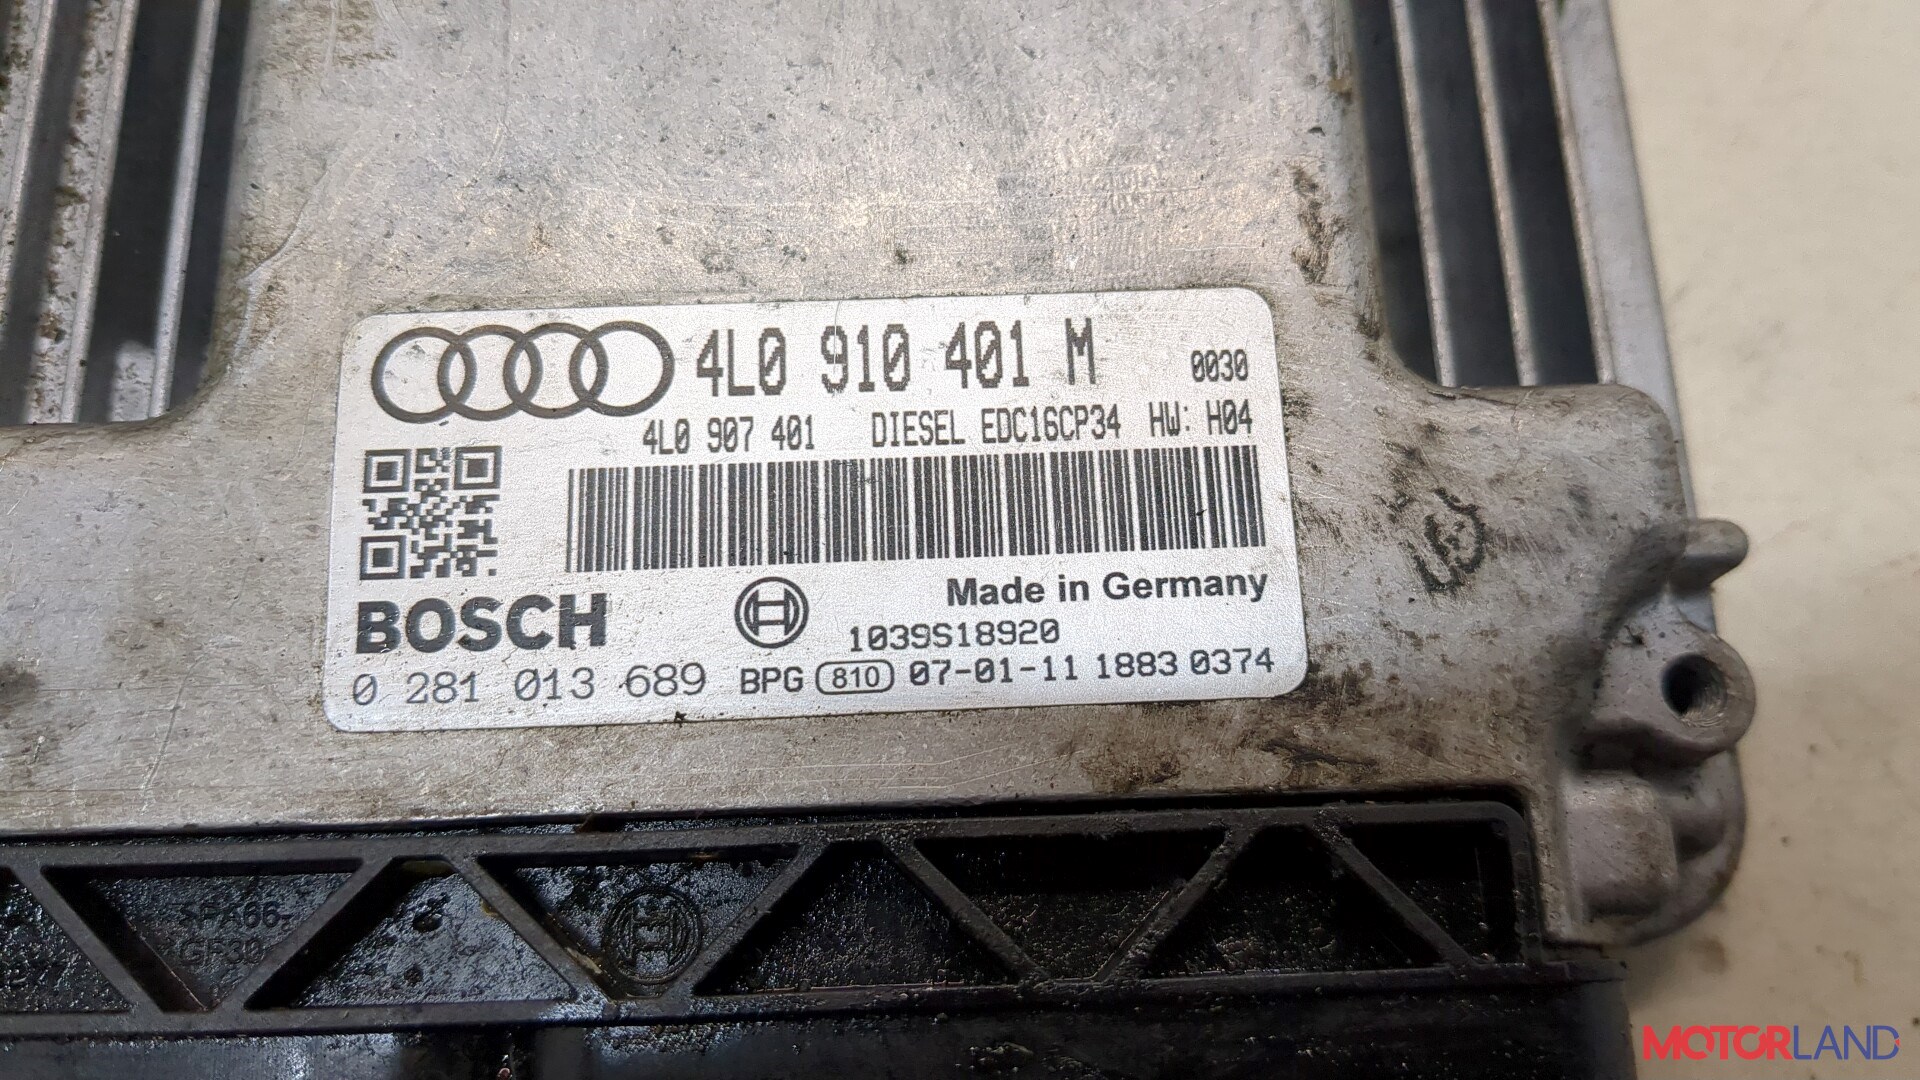 4L0 910 401 M 0030
4L0 907 401 DIESEL EDC16CP34 HW: H04
Made in Germany
BOSCH
1039S18920
0 281 013 689 BPG 810 07-01-11 1883 0374
MOTORLAND